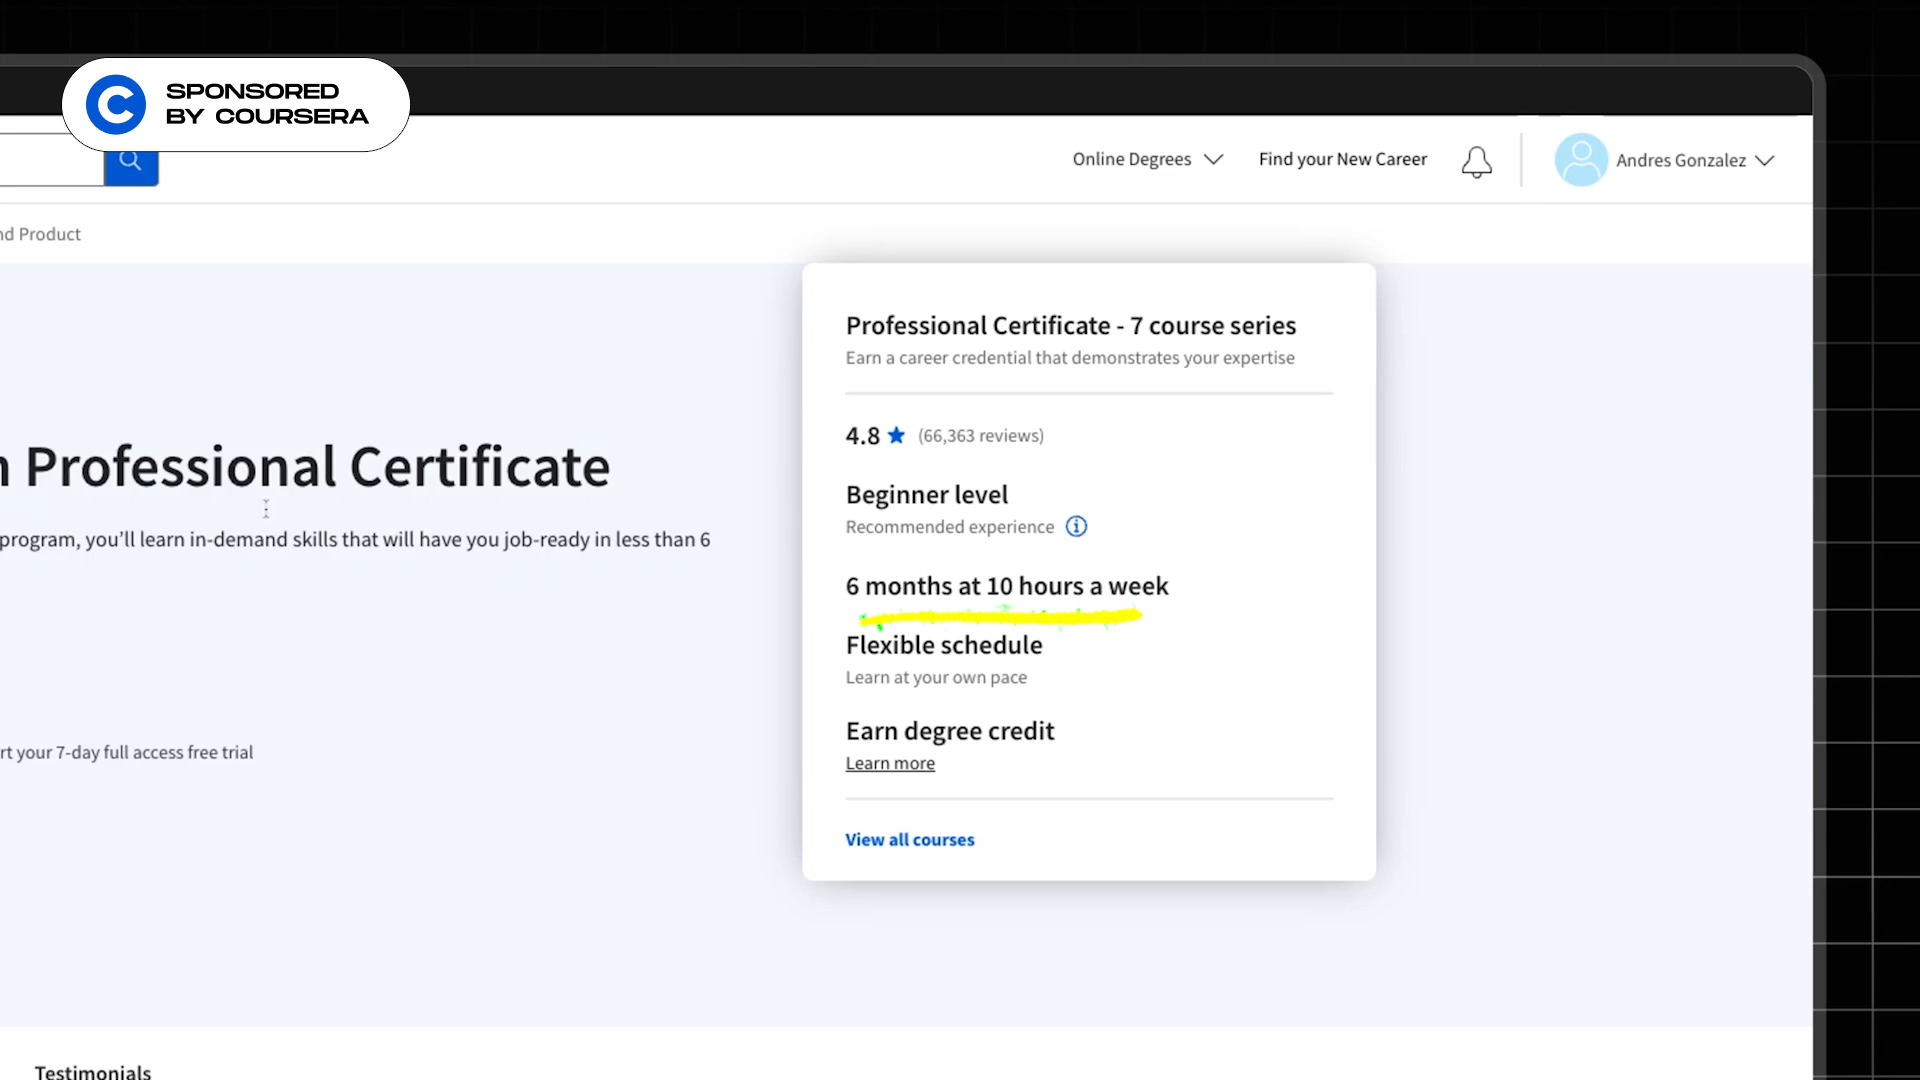 SPONSORED
BY COURSERA
Online Degrees
Find your New Career
Andres Gonzalez
nd Product
Professional Certificate - 7 course series
Earn a career credential that demonstrates your expertise
4.8 (66,363 reviews)
n Professional Certificate
Beginner level
Recommended experience
program, you'll learn in-demand skills that will have you job-ready in less than 6
6 months at 10 hours a week
Flexible schedule
Learn at your own pace
Earn degree credit
Learn more
rt your 7-day full access free trial
View all courses
Testimonials